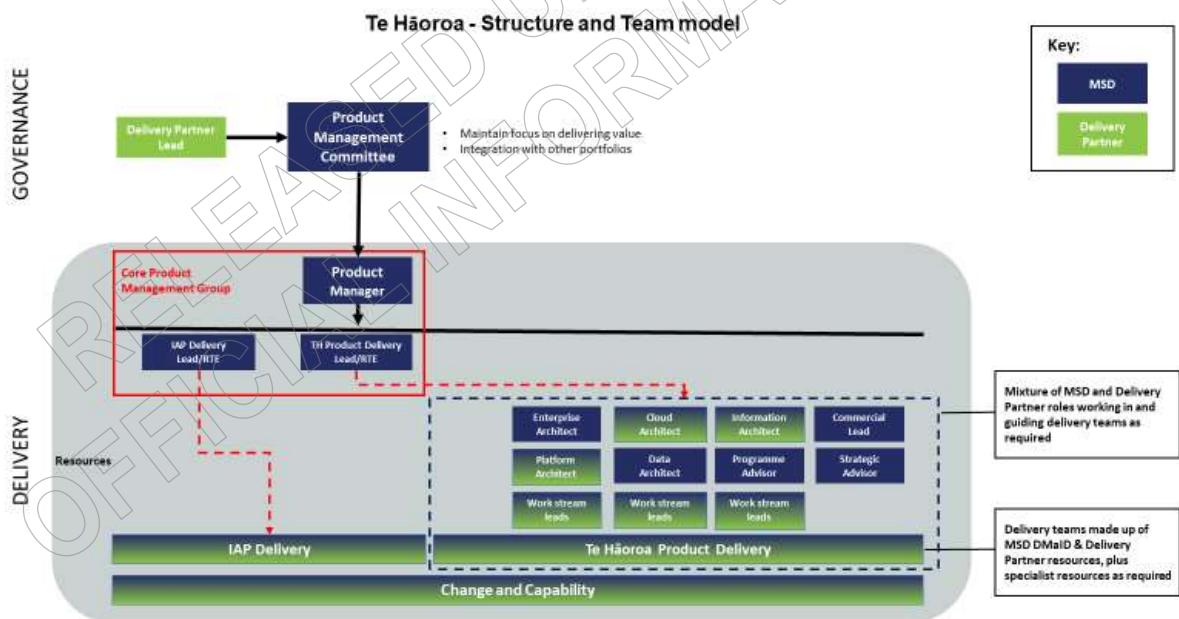 Te Hāoroa - Structure and Team model
GOVERNANCE
Delivery Partner
Lead
Product
Management
Committee
• Maintain focus on delivering value
• Integration with other portfolios
Key:
MSD
Delivery
Partner
RELEASED
OFFICIAL INFORMA
DELIVERY
Core Product
Management Group
Product
Manager
IAP Delivery
Lead/RTE
TH Product Delivery
Lead/RTE
Resources
Enterprise
Architect
Cloud
Architect
Information
Architect
Commercial
Lead
Platform
Architect
Data
Architect
Programme
Advisor
Strategic
Advisor
Work stream
leads
Work stream
leads
Work stream
leads
IAP Delivery
Te Hāoroa Product Delivery
Change and Capability
Mixture of MSD and Delivery
Partner roles working in and
guiding delivery teams as
required
Delivery teams made up of
MSD DMaID & Delivery
Partner resources, plus
specialist resources as required